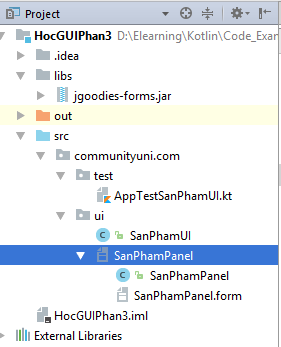 Project
HocGUIPhan3 D:\Elearning\Kotlin\Code_Exa
.idea
libs
jgoodies-forms.jar
out
src
communityuni.com
test
AppTestSanPhamUI.kt
ui
SanPhamUI
SanPhamPanel
SanPhamPanel
SanPhamPanel.form
HocGUIPhan3.iml
External Libraries